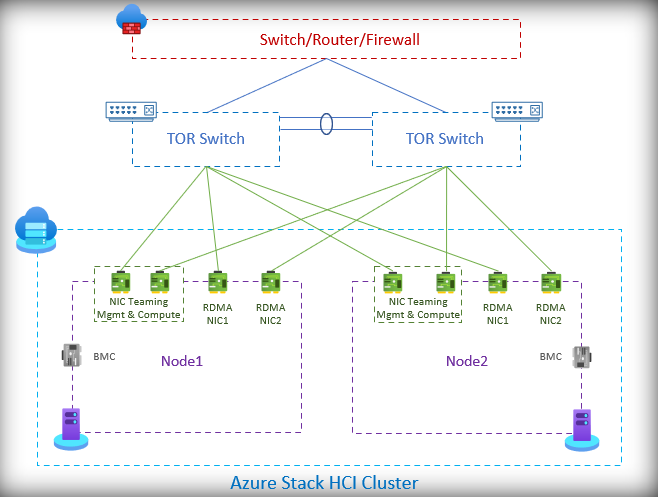 Switch/Router/Firewall
TOR Switch
TOR Switch
NIC Teaming
Mgmt & Compute
RDMA
NIC1
RDMA
NIC2
NIC Teaming
Mgmt & Compute
RDMA
NIC1
RDMA
NIC2
BMC
Node1
Node2
BMC
Azure Stack HCI Cluster